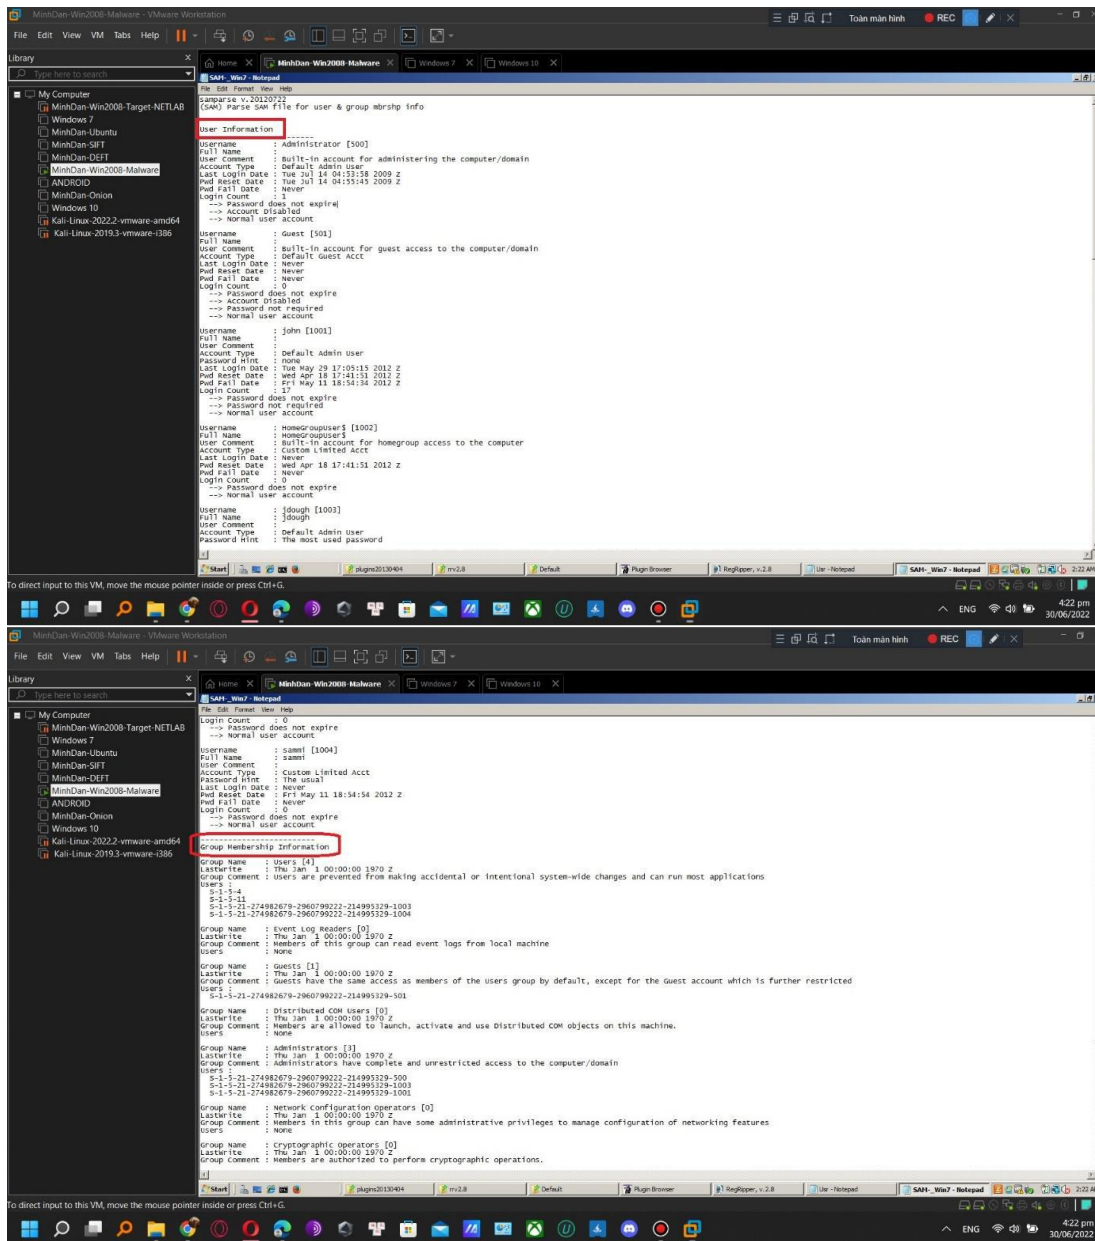 MinhDan-Win2008-Malware - VMware Workstation
Toàn màn hình
REC
File Edit View VM Tabs Help
Library
Type here to search
Home
MinhDan-Win2008-Malware
Windows 7
Windows 10
My Computer
MinhDan-Win2008-Target-NETLAB
Windows 7
MinhDan-Ubuntu
MinhDan-SIFT
MinhDan-DEFT
MinhDan-Win2008-Malware
ANDROID
MinhDan-Onion
Windows 10
Kali-Linux-2022.2-vmware-amd64
Kali-Linux-2019.3-vmware-i386
SAM-_Win7 - Notepad
File Edit Format View Help
samparse v.20120722
(SAM) Parse SAM file for user & group mbrshp info
User Information
-------------------------
Username : Administrator [500]
Full Name :
User Comment : Built-in account for administering the computer/domain
Account Type : Default Admin User
Last Login Date : Tue Jul 14 04:53:58 2009 Z
Pwd Reset Date : Tue Jul 14 04:55:45 2009 Z
Pwd Fail Date : Never
Login Count : 1
--> Password does not expire
--> Account Disabled
--> Normal user account
Username : Guest [501]
Full Name :
User Comment : Built-in account for guest access to the computer/domain
Account Type : Default Guest Acct
Last Login Date : Never
Pwd Reset Date : Never
Pwd Fail Date : Never
Login Count : 0
--> Password does not expire
--> Account Disabled
--> Password not required
--> Normal user account
Username : john [1001]
Full Name :
User Comment :
Account Type : Default Admin User
Password Hint : none
Last Login Date : Tue May 29 17:05:15 2012 Z
Pwd Reset Date : Wed Apr 18 17:41:51 2012 Z
Pwd Fail Date : Fri May 11 18:54:34 2012 Z
Login Count : 17
--> Password does not expire
--> Password not required
--> Normal user account
Username : HomeGroupUser$ [1002]
Full Name : HomeGroupUser$
User Comment : Built-in account for homegroup access to the computer
Account Type : Custom Limited Acct
Last Login Date : Never
Pwd Reset Date : Wed Apr 18 17:41:51 2012 Z
Pwd Fail Date : Never
Login Count : 0
--> Password does not expire
--> Normal user account
Username : jdough [1003]
Full Name : jdough
User Comment :
Account Type : Default Admin User
Password Hint : The most used password
Start
plugins20130404
rrv2.8
Default
Plugin Browser
RegRipper, v.2.8
Usr - Notepad
SAM-_Win7 - Notepad
2:22 AM
To direct input to this VM, move the mouse pointer inside or press Ctrl+G.
ENG
4:22 pm
30/06/2022
MinhDan-Win2008-Malware - VMware Workstation
Toàn màn hình
REC
File Edit View VM Tabs Help
Library
Type here to search
Home
MinhDan-Win2008-Malware
Windows 7
Windows 10
My Computer
MinhDan-Win2008-Target-NETLAB
Windows 7
MinhDan-Ubuntu
MinhDan-SIFT
MinhDan-DEFT
MinhDan-Win2008-Malware
ANDROID
MinhDan-Onion
Windows 10
Kali-Linux-2022.2-vmware-amd64
Kali-Linux-2019.3-vmware-i386
SAM-_Win7 - Notepad
File Edit Format View Help
Login Count : 0
--> Password does not expire
--> Normal user account
Username : sammi [1004]
Full Name : sammi
User Comment :
Account Type : Custom Limited Acct
Password Hint : The usual
Last Login Date : Never
Pwd Reset Date : Fri May 11 18:54:54 2012 Z
Pwd Fail Date : Never
Login Count : 0
--> Password does not expire
--> Normal user account
-------------------------
Group Membership Information
Group Name : Users [4]
LastWrite : Thu Jan 1 00:00:00 1970 Z
Group Comment : Users are prevented from making accidental or intentional system-wide changes and can run most applications
Users :
S-1-5-4
S-1-5-11
S-1-5-21-274982679-2960799222-214995329-1003
S-1-5-21-274982679-2960799222-214995329-1004
Group Name : Event Log Readers [0]
LastWrite : Thu Jan 1 00:00:00 1970 Z
Group Comment : Members of this group can read event logs from local machine
Users : None
Group Name : Guests [1]
LastWrite : Thu Jan 1 00:00:00 1970 Z
Group Comment : Guests have the same access as members of the Users group by default, except for the Guest account which is further restricted
Users :
S-1-5-21-274982679-2960799222-214995329-501
Group Name : Distributed COM Users [0]
LastWrite : Thu Jan 1 00:00:00 1970 Z
Group Comment : Members are allowed to launch, activate and use Distributed COM objects on this machine.
Users : None
Group Name : Administrators [3]
LastWrite : Thu Jan 1 00:00:00 1970 Z
Group Comment : Administrators have complete and unrestricted access to the computer/domain
Users :
S-1-5-21-274982679-2960799222-214995329-500
S-1-5-21-274982679-2960799222-214995329-1003
S-1-5-21-274982679-2960799222-214995329-1001
Group Name : Network Configuration Operators [0]
LastWrite : Thu Jan 1 00:00:00 1970 Z
Group Comment : Members in this group can have some administrative privileges to manage configuration of networking features
Users : None
Group Name : Cryptographic Operators [0]
LastWrite : Thu Jan 1 00:00:00 1970 Z
Group Comment : Members are authorized to perform cryptographic operations.
Start
plugins20130404
rrv2.8
Default
Plugin Browser
RegRipper, v.2.8
Usr - Notepad
SAM-_Win7 - Notepad
2:22 AM
To direct input to this VM, move the mouse pointer inside or press Ctrl+G.
ENG
4:22 pm
30/06/2022